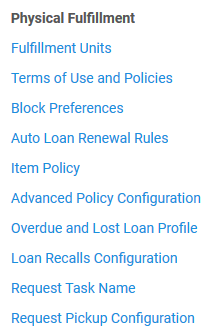 Physical Fulfillment
Fulfillment Units
Terms of Use and Policies
Block Preferences
Auto Loan Renewal Rules
Item Policy
Advanced Policy Configuration
Overdue and Lost Loan Profile
Loan Recalls Configuration
Request Task Name
Request Pickup Configuration